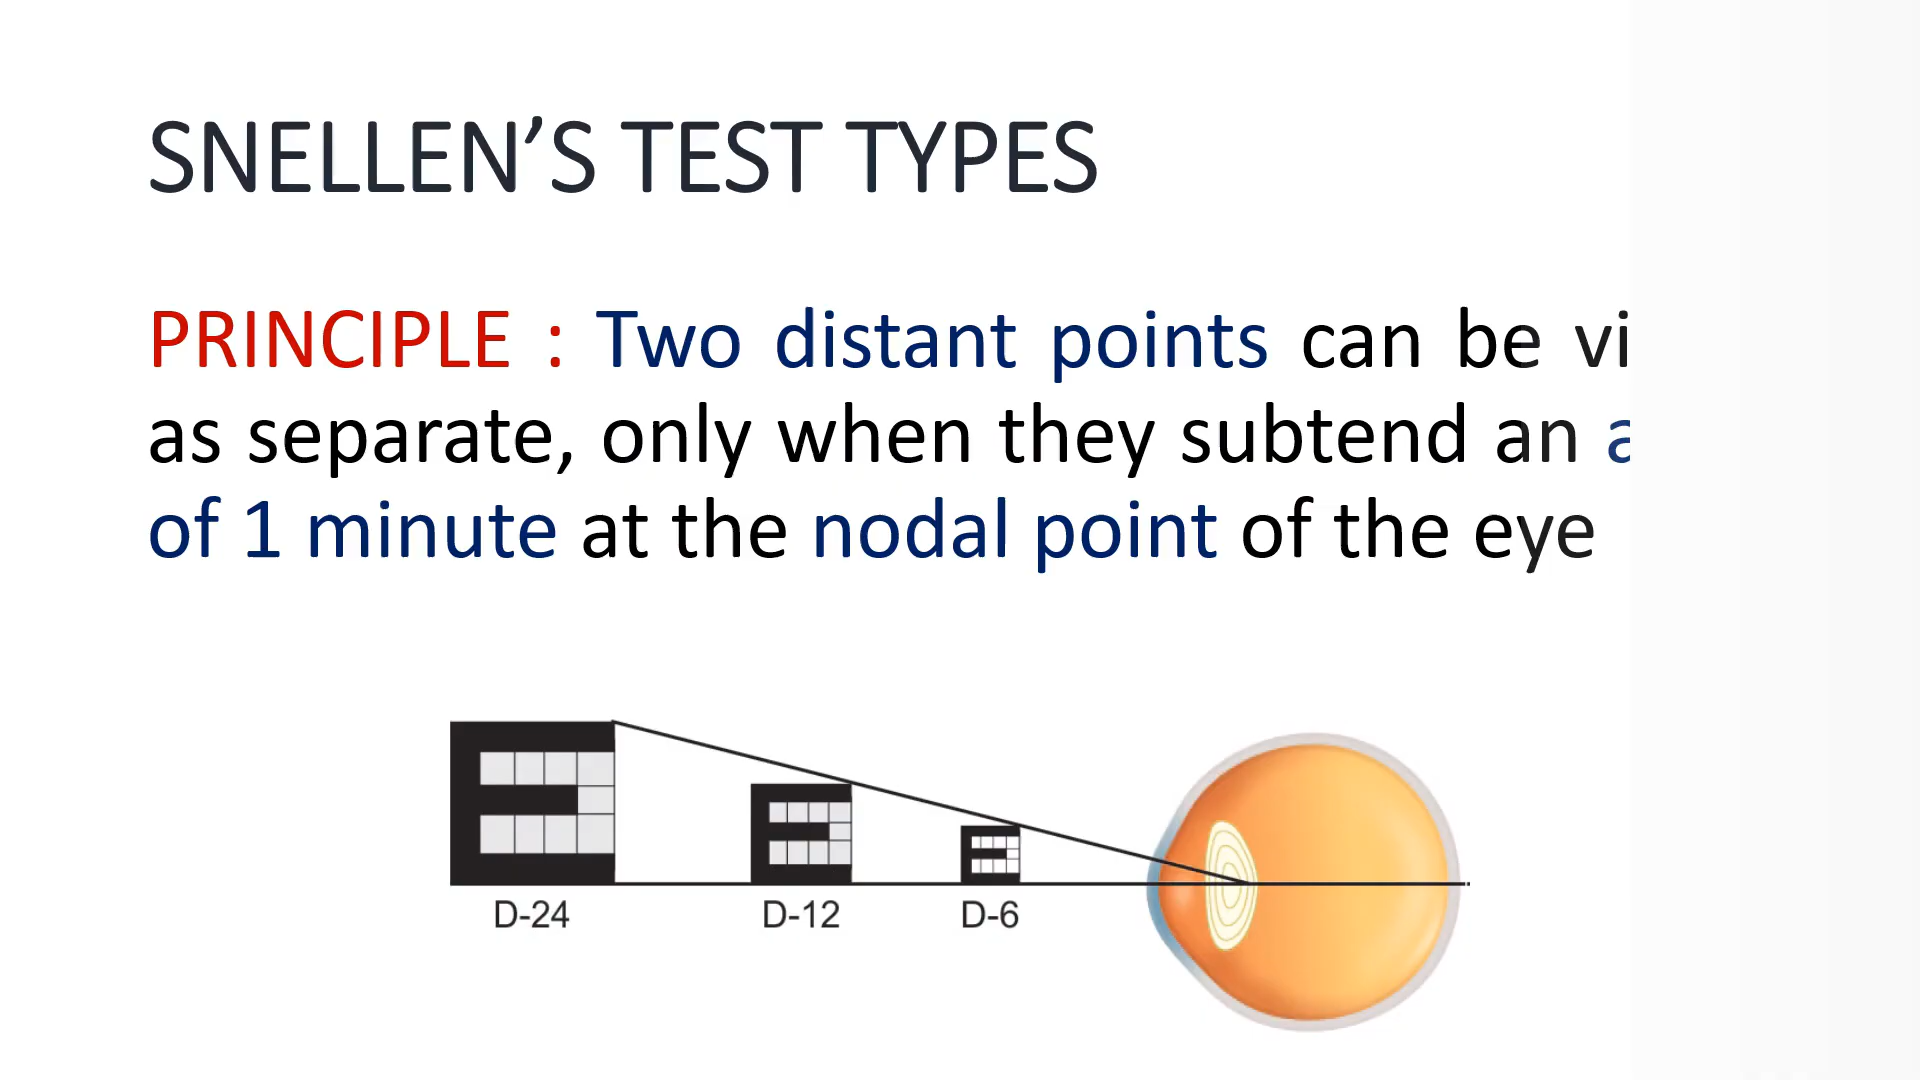 SNELLEN’S TEST TYPES
PRINCIPLE : Two distant points can be
as separate, only when they subtend an
of 1 minute at the nodal point of the eye
D-24 D-12 D-6